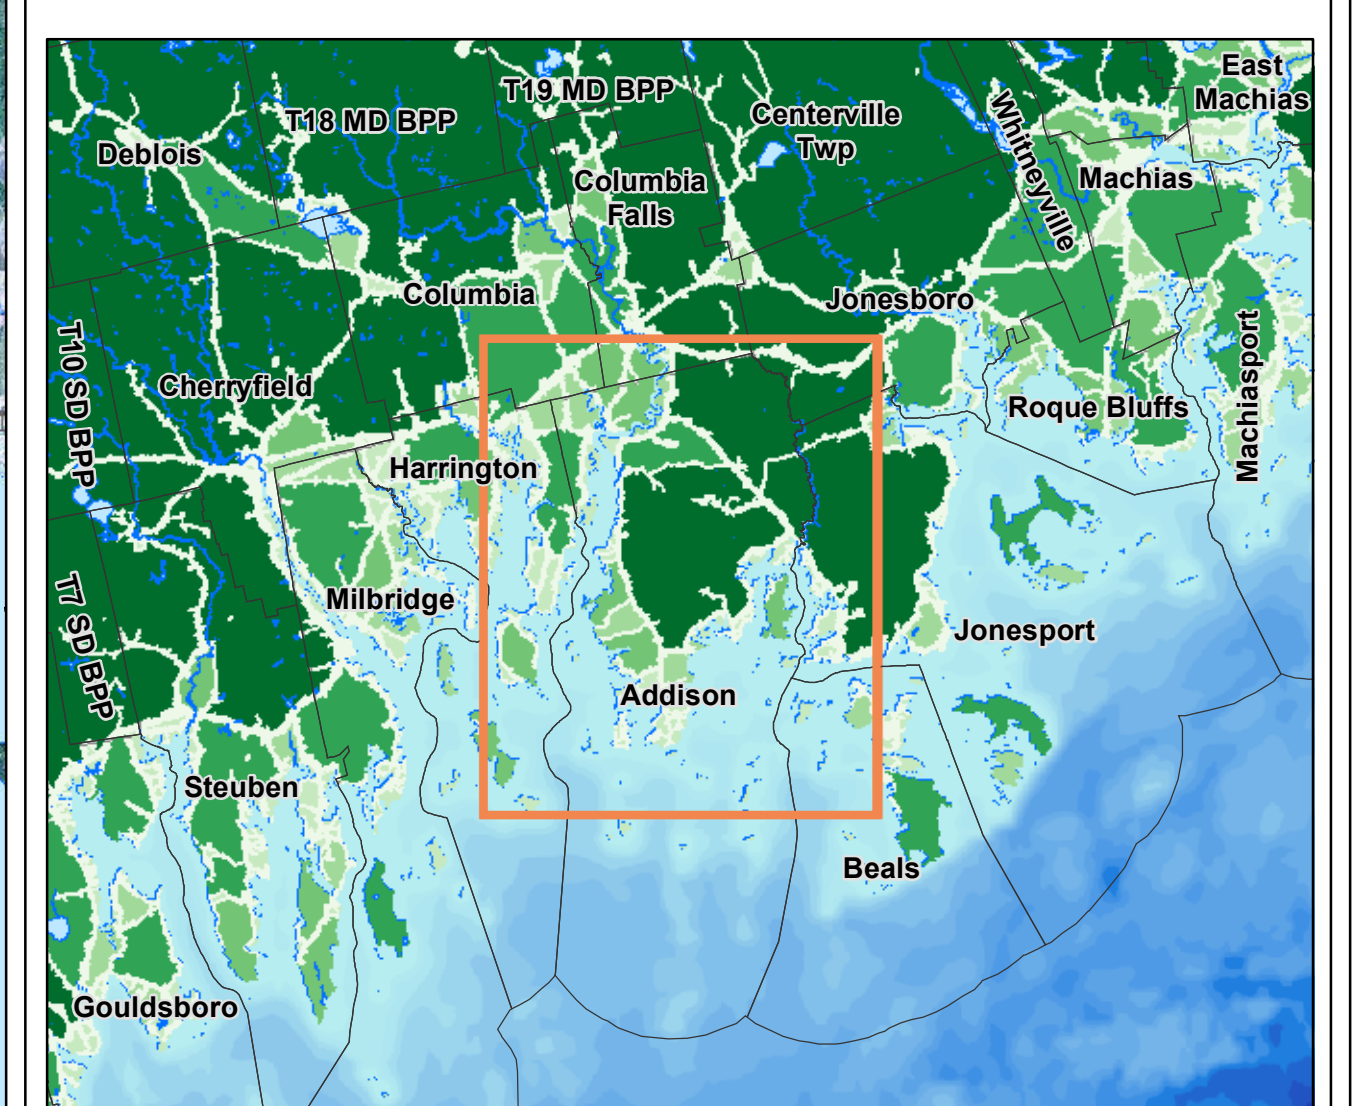 East
Machias
T19 MD BPP
T18 MD BPP
Centerville
Twp
Whitneyville
Deblois
Columbia
Falls
Machias
Columbia
Jonesboro
T10 SD BPP
Cherryfield
Machiasport
Roque Bluffs
Harrington
T7 SD BPP
Milbridge
Jonesport
Addison
Steuben
Beals
Gouldsboro